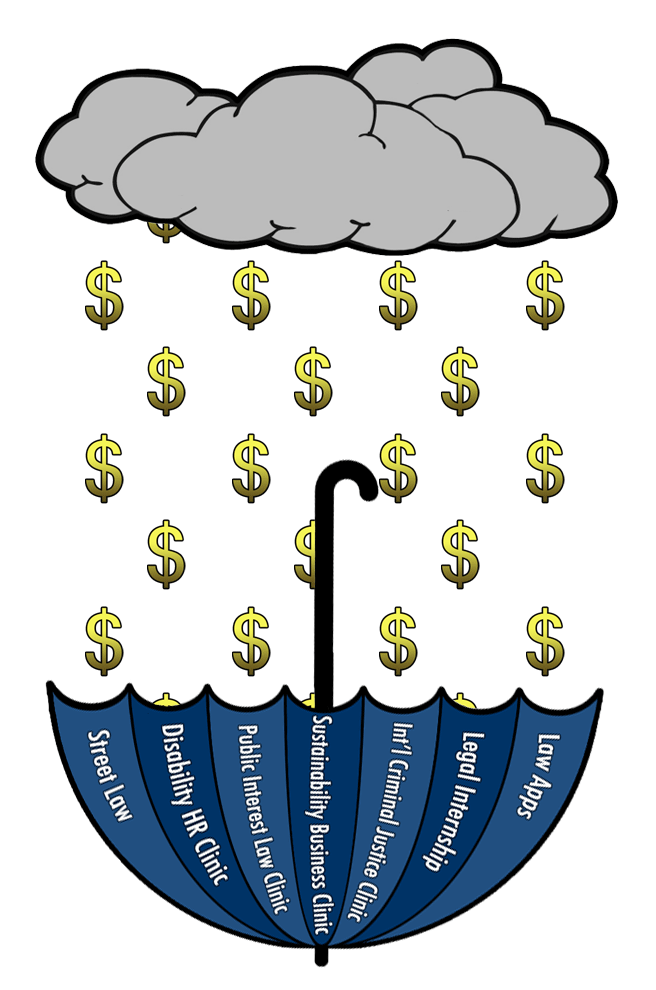 $
$ $ $ $
$ $ $
$ $ $ $
$ $ $
$ $ $ $
$ $ $
Street Law
Disability HR Clinic
Public Interest Law Clinic
Sustainability Business Clinic
Int'l Criminal Justice Clinic
Legal Internship
Law Apps